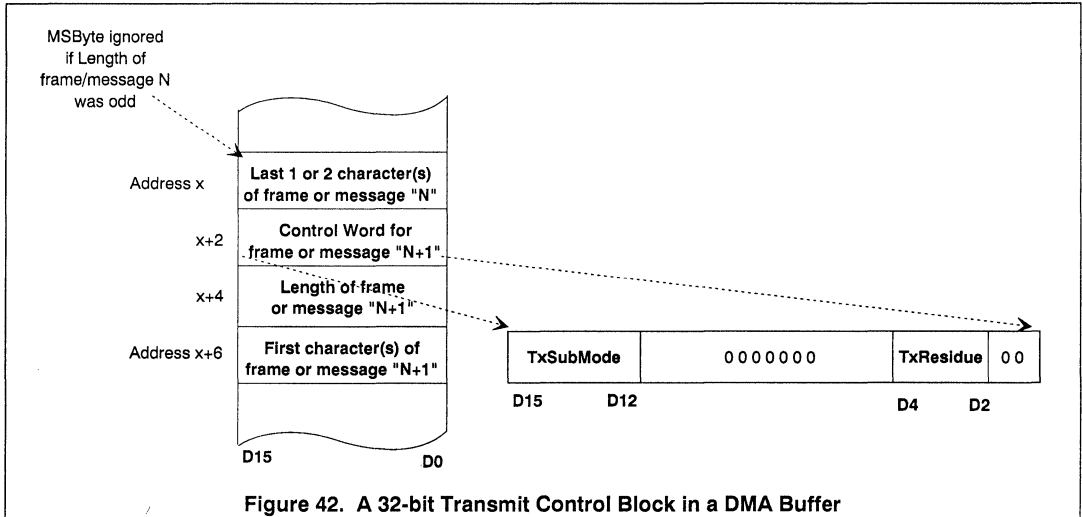 MSByte ignored
if Length of
frame/message N
was odd
Address x
Last 1 or 2 character(s)
of frame or message "N"
x+2
Control Word for
frame or message "N+1"
x+4
Length of frame
or message "N+1"
Address x+6
First character(s) of
frame or message "N+1"
TxSubMode
0000000
TxResidue
00
D15
D12
D4
D2
D15
D0
Figure 42. A 32-bit Transmit Control Block in a DMA Buffer